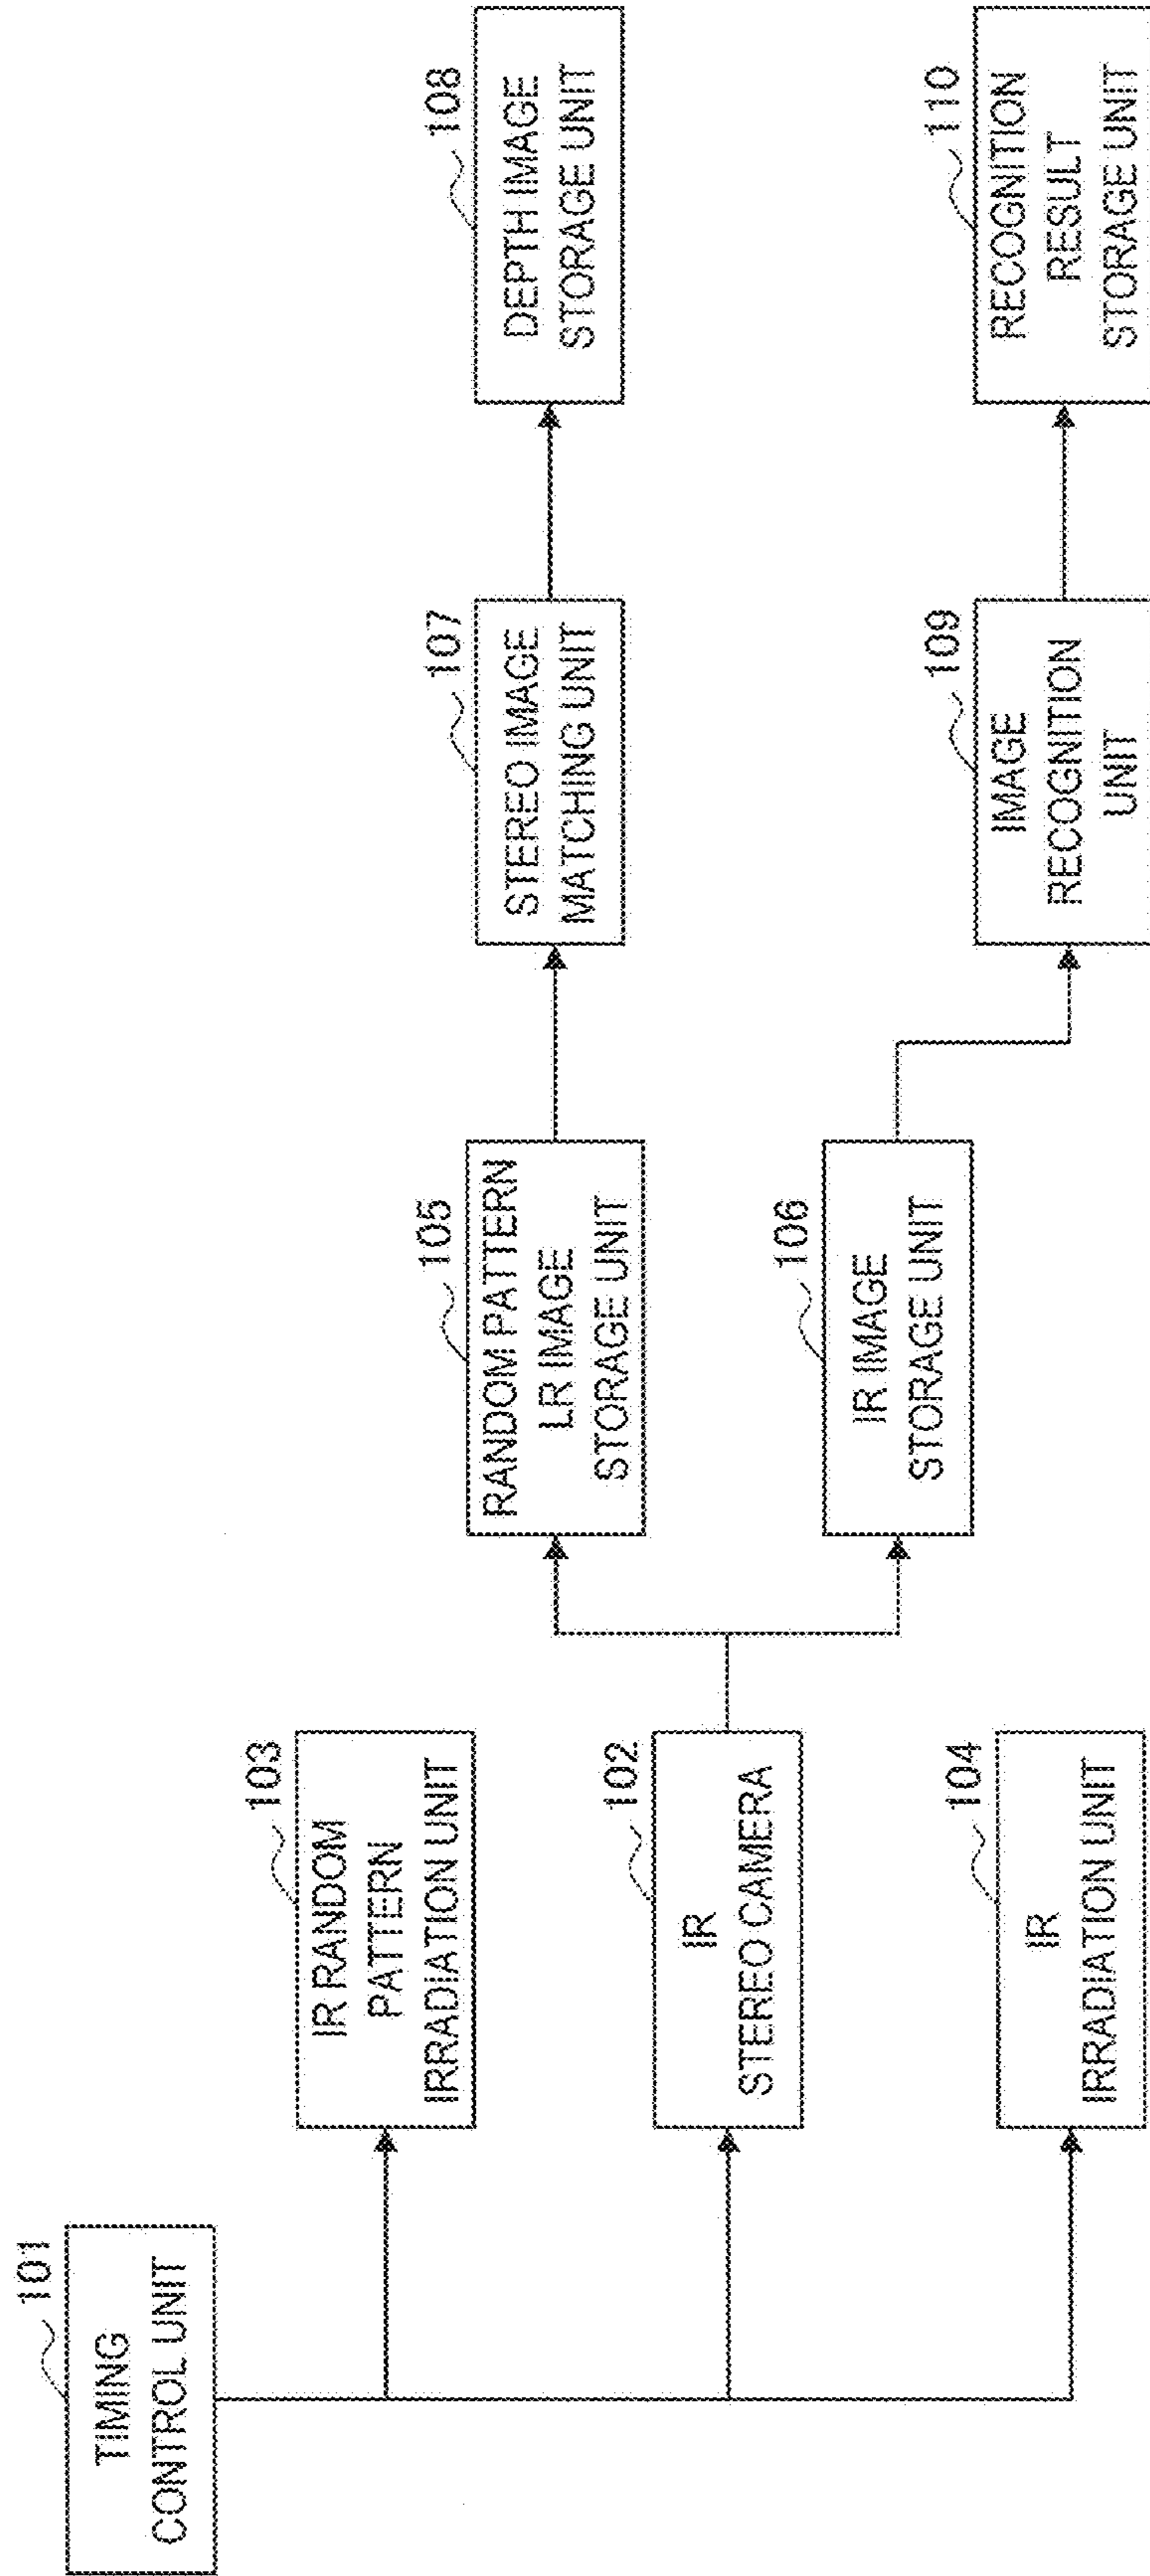 101
TIMING
CONTROL UNIT
103
IR RANDOM
PATTERN
IRRADIATION UNIT
102
IR
STEREO CAMERA
104
IR
IRRADIATION UNIT
105
RANDOM PATTERN
LR IMAGE
STORAGE UNIT
106
IR IMAGE
STORAGE UNIT
107
STEREO IMAGE
MATCHING UNIT
109
IMAGE
RECOGNITION
UNIT
108
DEPTH IMAGE
STORAGE UNIT
110
RECOGNITION
RESULT
STORAGE UNIT